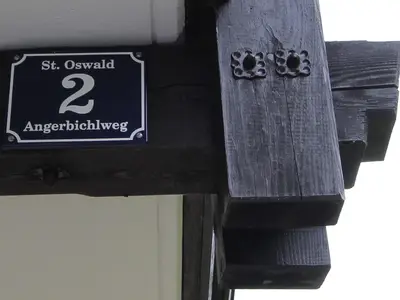 St. Oswald
2
Angerbichlweg